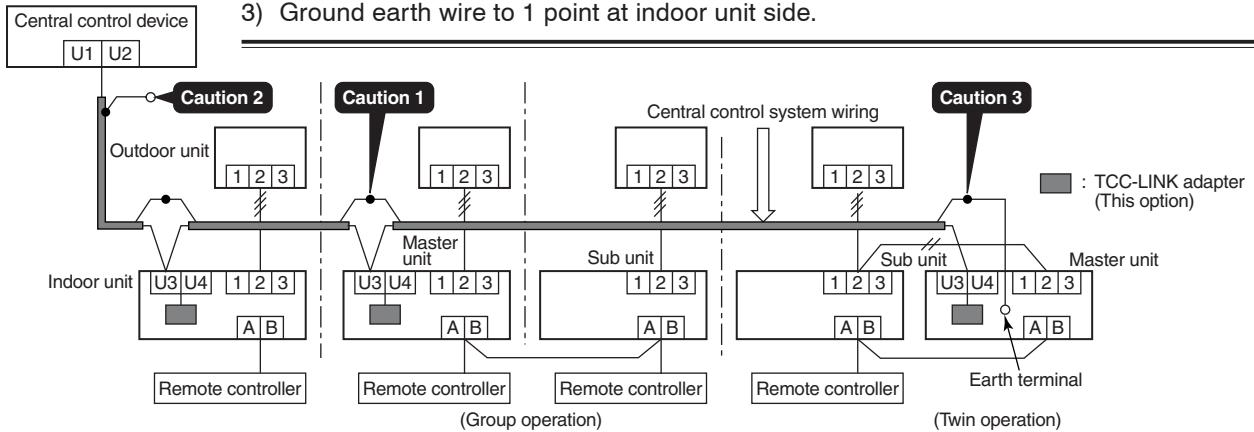 3) Ground earth wire to 1 point at indoor unit side.
Central control device
U1 U2
Caution 2
Caution 1
Central control system wiring
Caution 3
Outdoor unit
1 2 3
1 2 3
1 2 3
1 2 3
: TCC-LINK adapter
(This option)
Indoor unit
Master
unit
Sub unit
Sub unit
Master unit
U3 U4
1 2 3
U3 U4
1 2 3
1 2 3
1 2 3
U3 U4
1 2 3
A B
A B
A B
A B
A B
Remote controller
Remote controller
Remote controller
Remote controller
Earth terminal
(Group operation)
(Twin operation)